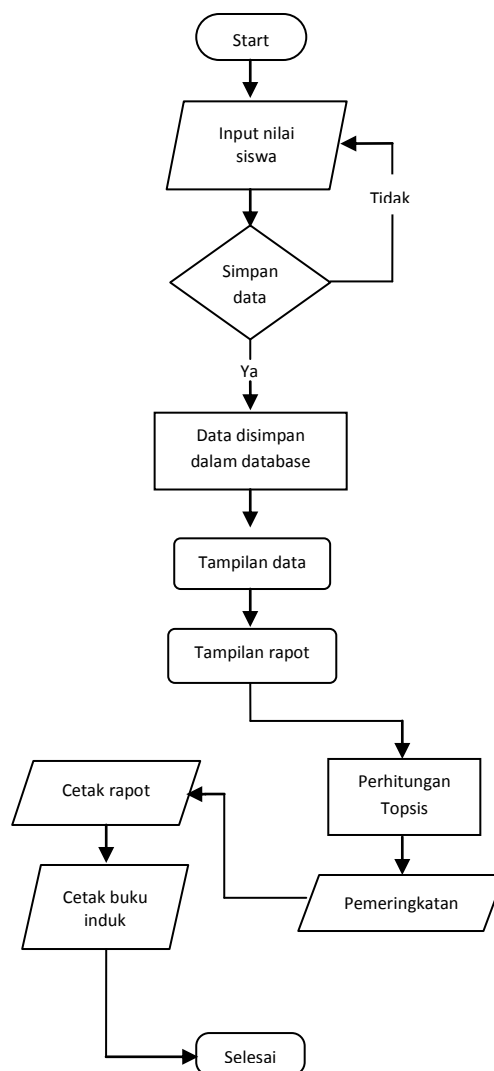 Start
Input nilai
siswa
Tidak
Simpan
data
Ya
Data disimpan
dalam database
Tampilan data
Tampilan rapot
Perhitungan
Topsis
Cetak rapot
Pemeringkatan
Cetak buku
induk
Selesai